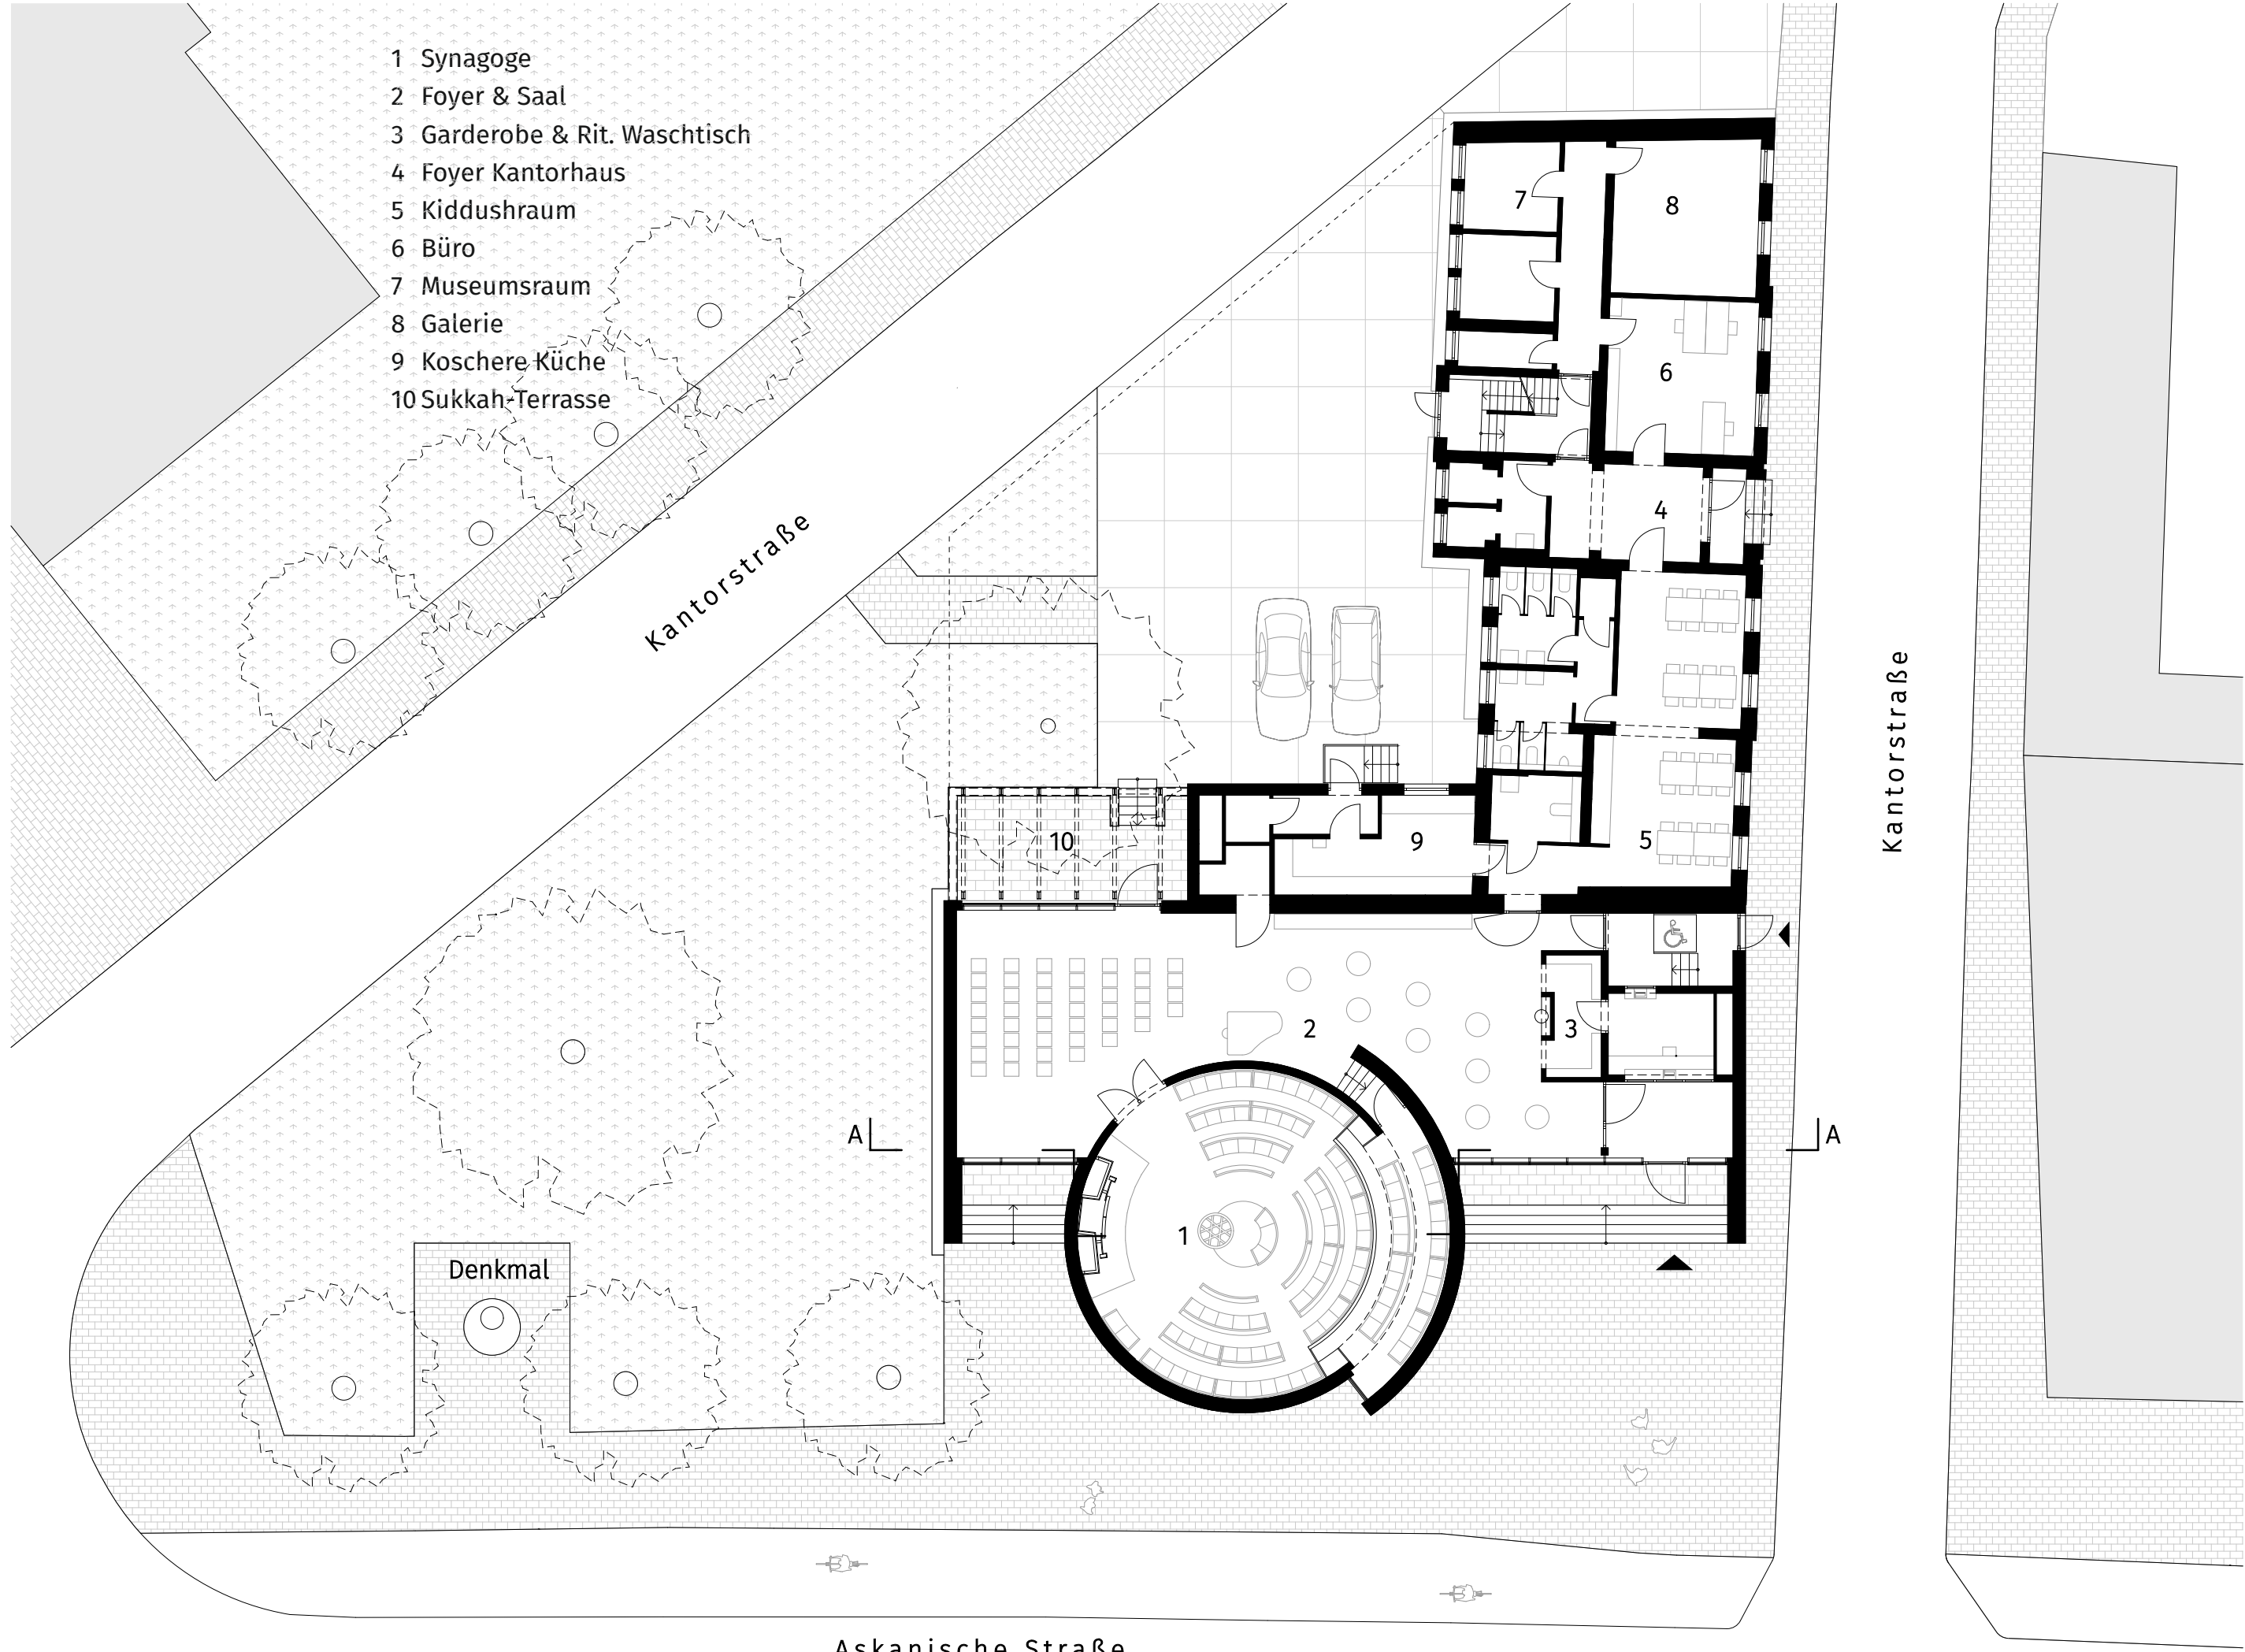 1 Synagoge
2 Foyer & Saal
3 Garderobe & Rit. Waschtisch
4 Foyer Kantorhaus
5 Kiddushraum
6 Büro
7 Museumsraum
8 Galerie
9 Koschere Küche
10 Sukkah-Terrasse
7
8
6
4
Kantorstraße
Kantorstraße
10
9
5
2
3
A
A
1
Denkmal
Askanische Straße